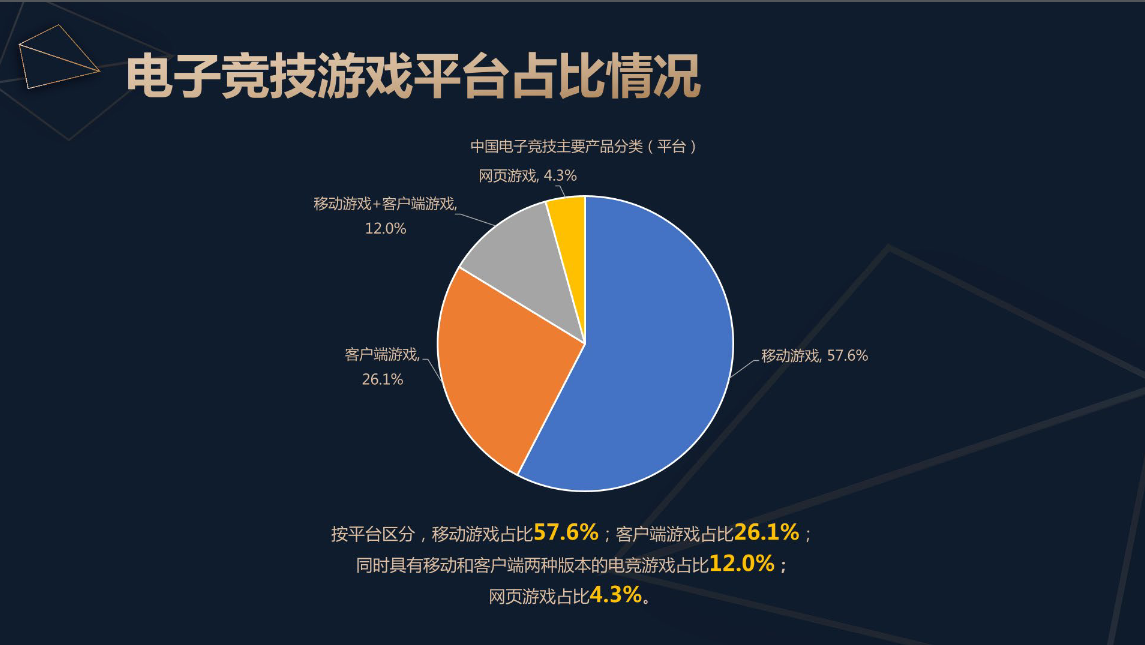 电子竞技游戏平台占比情况
中国电子竞技主要产品分类（平台）
网页游戏, 4.3%
移动游戏+客户端游戏,
12.0%
客户端游戏,
26.1%
移动游戏, 57.6%
按平台区分，移动游戏占比57.6%；客户端游戏占比26.1%；
同时具有移动和客户端两种版本的电竞游戏占比12.0%；
网页游戏占比4.3%。